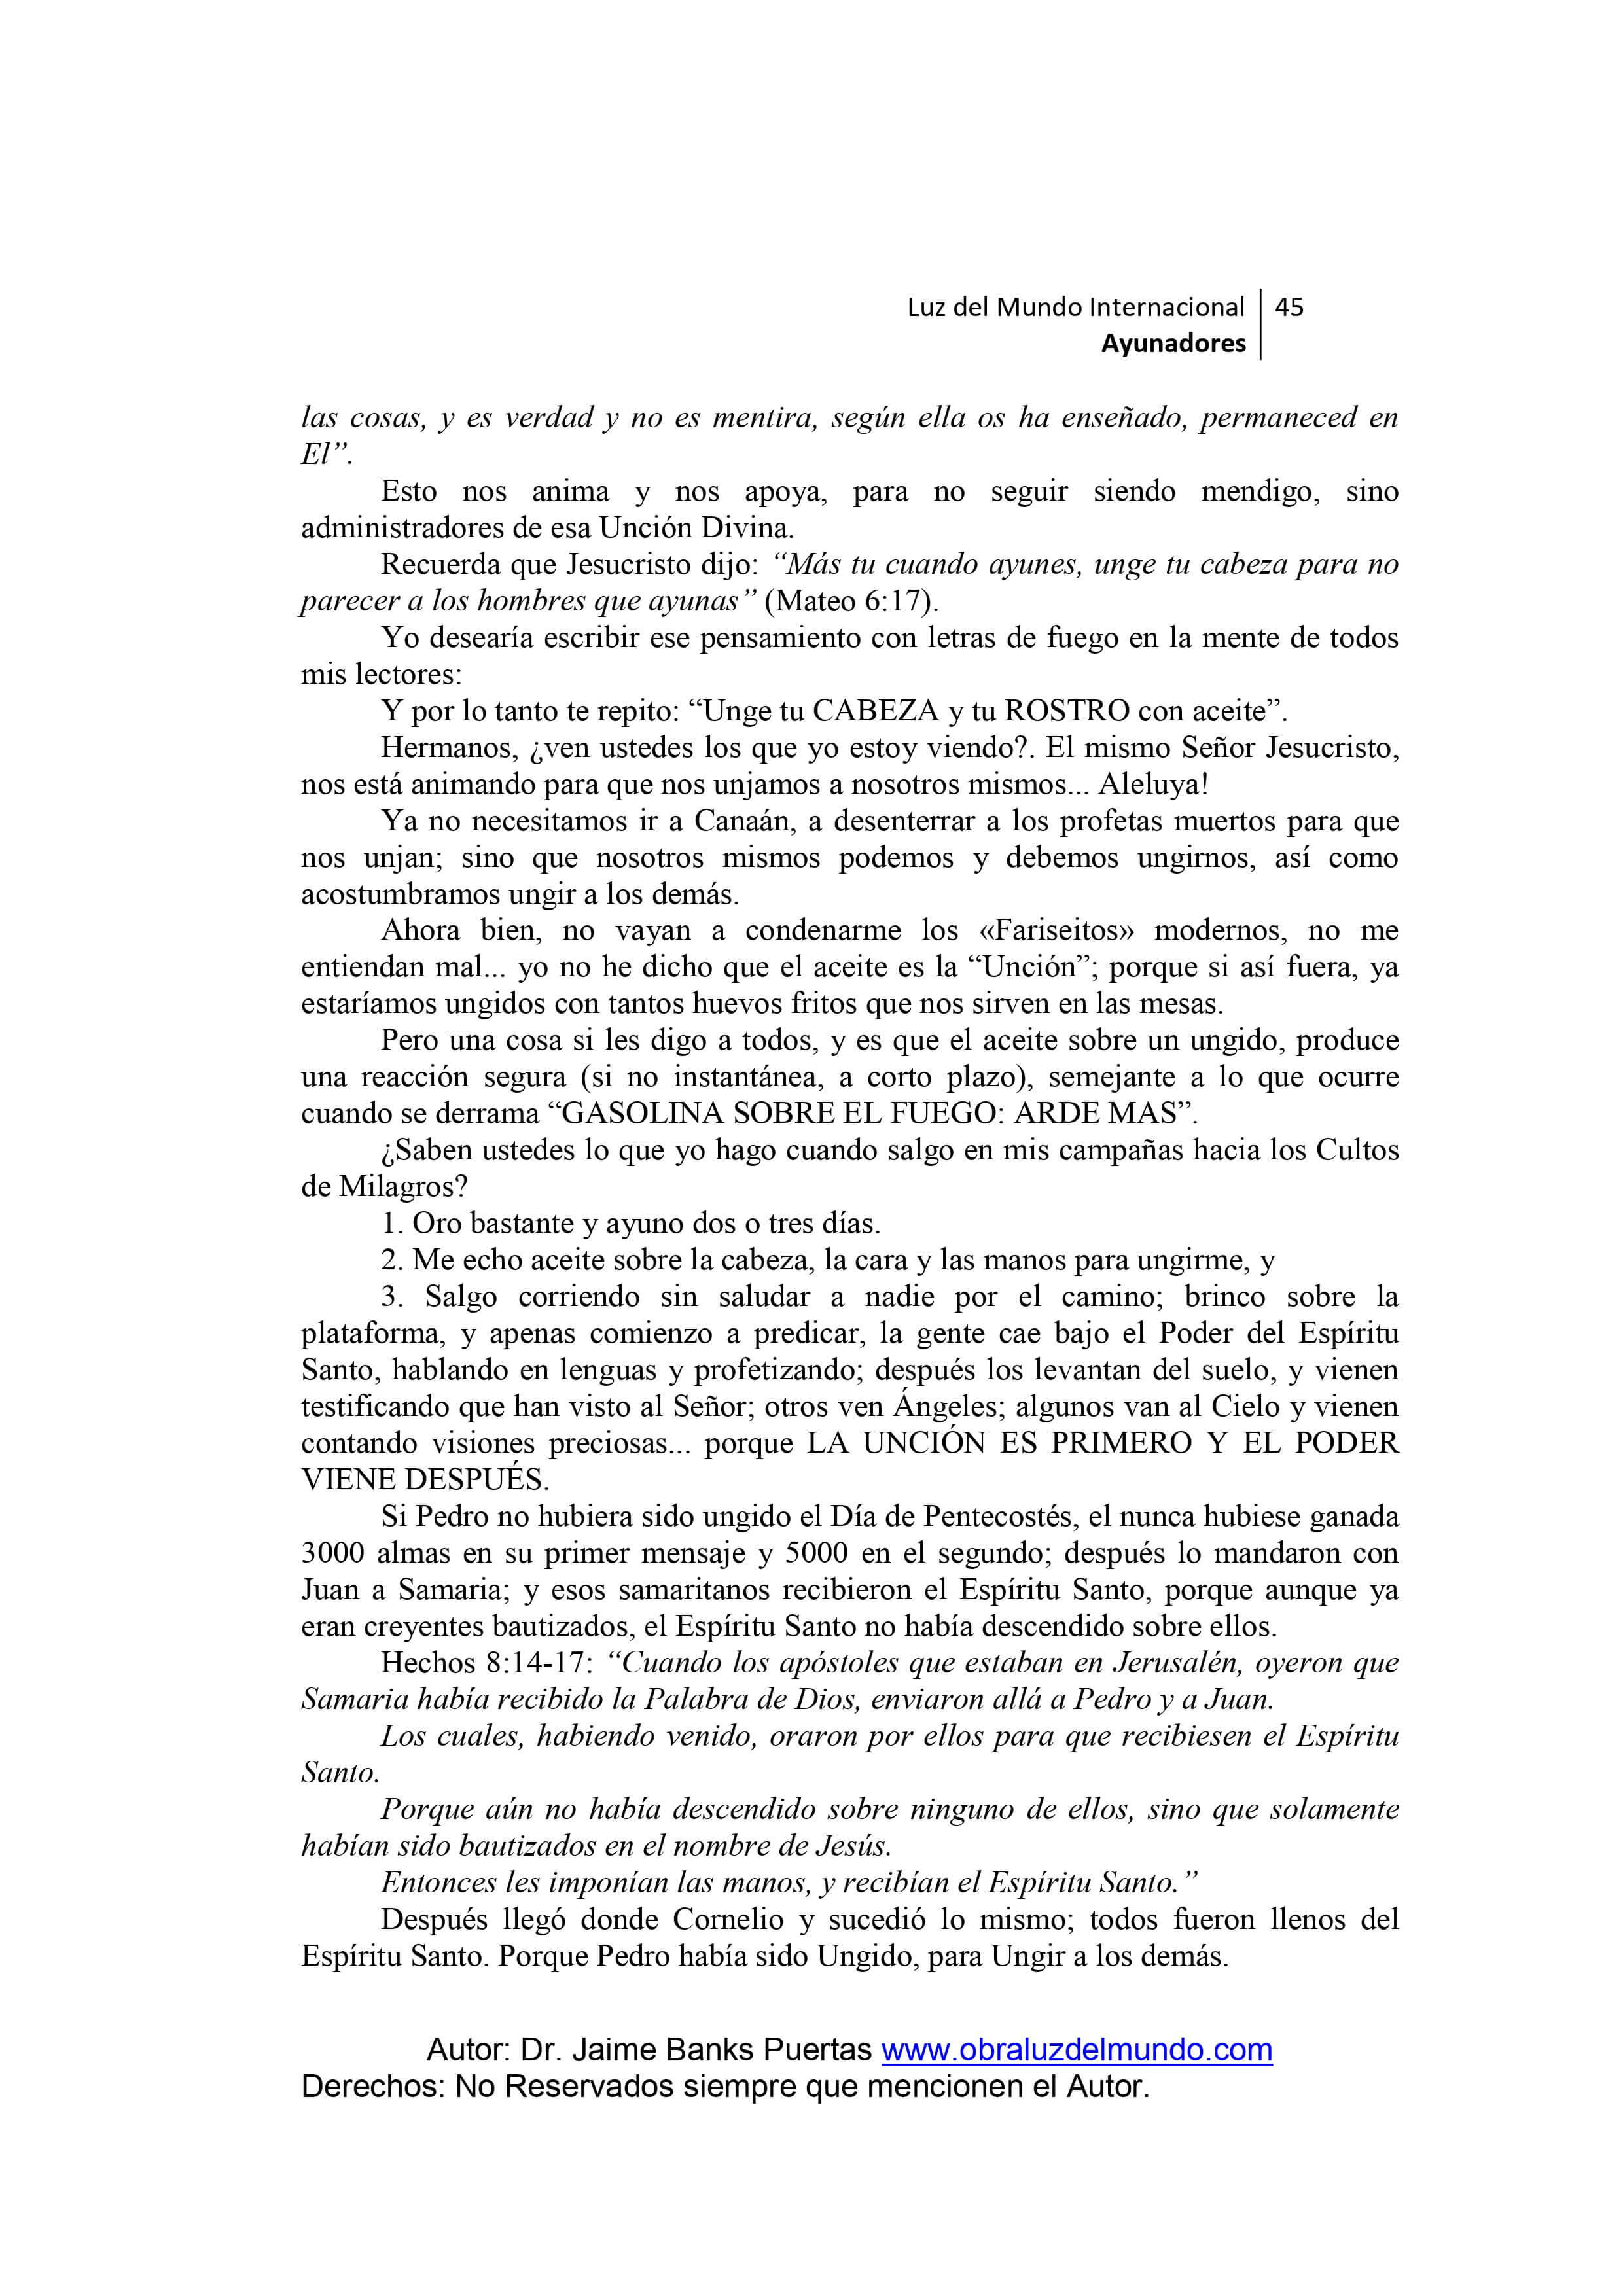 Luz del Mundo Internacional 45
Ayunadores
las cosas, y es verdad y no es mentira, según ella os ha enseñado, permaneced en
El”.
Esto nos anima y nos apoya, para no seguir siendo mendigo, sino
administradores de esa Unción Divina.
Recuerda que Jesucristo dijo: “Más tu cuando ayunes, unge tu cabeza para no
parecer a los hombres que ayunas” (Mateo 6:17).
Yo desearía escribir ese pensamiento con letras de fuego en la mente de todos
mis lectores:
Y por lo tanto te repito: “Unge tu CABEZA y tu ROSTRO con aceite”.
Hermanos, ¿ven ustedes los que yo estoy viendo?. El mismo Señor Jesucristo,
nos está animando para que nos unjamos a nosotros mismos... Aleluya!
Ya no necesitamos ir a Canaán, a desenterrar a los profetas muertos para que
nos unjan; sino que nosotros mismos podemos y debemos ungirnos, así como
acostumbramos ungir a los demás.
Ahora bien, no vayan a condenarme los «Fariseitos» modernos, no me
entiendan mal... yo no he dicho que el aceite es la “Unción”; porque si así fuera, ya
estaríamos ungidos con tantos huevos fritos que nos sirven en las mesas.
Pero una cosa si les digo a todos, y es que el aceite sobre un ungido, produce
una reacción segura (si no instantánea, a corto plazo), semejante a lo que ocurre
cuando se derrama “GASOLINA SOBRE EL FUEGO: ARDE MAS”.
¿Saben ustedes lo que yo hago cuando salgo en mis campañas hacia los Cultos
de Milagros?
1. Oro bastante y ayuno dos o tres días.
2. Me echo aceite sobre la cabeza, la cara y las manos para ungirme, y
3. Salgo corriendo sin saludar a nadie por el camino; brinco sobre la
plataforma, y apenas comienzo a predicar, la gente cae bajo el Poder del Espíritu
Santo, hablando en lenguas y profetizando; después los levantan del suelo, y vienen
testificando que han visto al Señor; otros ven Ángeles; algunos van al Cielo y vienen
contando visiones preciosas... porque LA UNCIÓN ES PRIMERO Y EL PODER
VIENE DESPUÉS.
Si Pedro no hubiera sido ungido el Día de Pentecostés, el nunca hubiese ganada
3000 almas en su primer mensaje y 5000 en el segundo; después lo mandaron con
Juan a Samaria; y esos samaritanos recibieron el Espíritu Santo, porque aunque ya
eran creyentes bautizados, el Espíritu Santo no había descendido sobre ellos.
Hechos 8:14-17: “Cuando los apóstoles que estaban en Jerusalén, oyeron que
Samaria había recibido la Palabra de Dios, enviaron allá a Pedro y a Juan.
Los cuales, habiendo venido, oraron por ellos para que recibiesen el Espíritu
Santo.
Porque aún no había descendido sobre ninguno de ellos, sino que solamente
habían sido bautizados en el nombre de Jesús.
Entonces les imponían las manos, y recibían el Espíritu Santo.”
Después llegó donde Cornelio y sucedió lo mismo; todos fueron llenos del
Espíritu Santo. Porque Pedro había sido Ungido, para Ungir a los demás.
Autor: Dr. Jaime Banks Puertas www.obraluzdelmundo.com
Derechos: No Reservados siempre que mencionen el Autor.